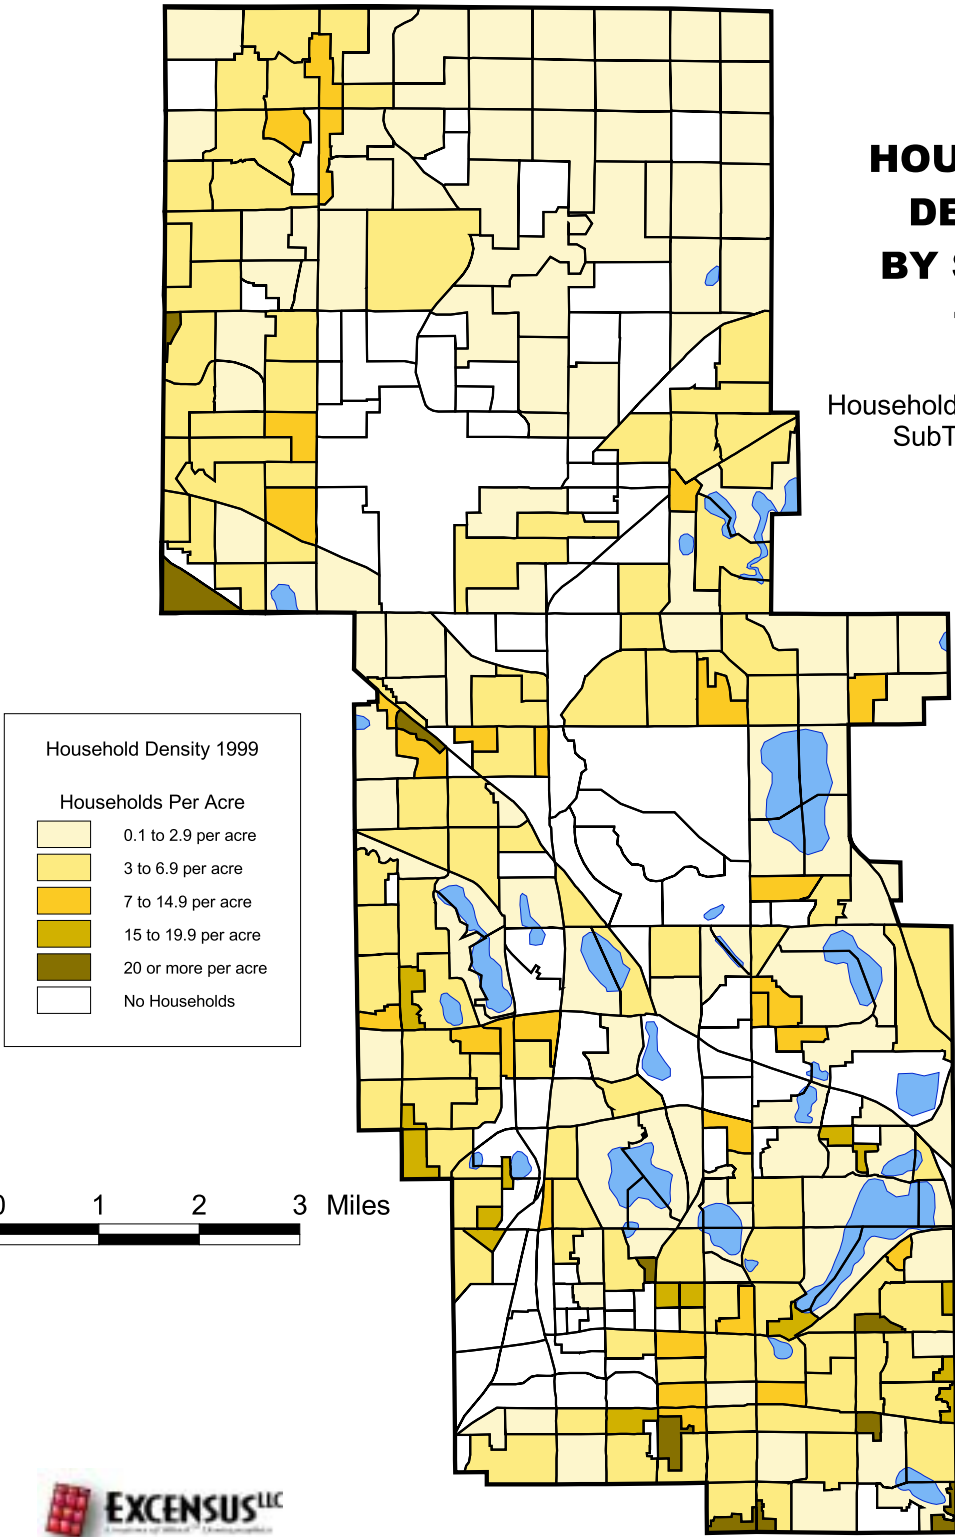 HOU
DE
BY S
Household
SubT
Household Density 1999
Households Per Acre
0.1 to 2.9 per acre
3 to 6.9 per acre
7 to 14.9 per acre
15 to 19.9 per acre
20 or more per acre
No Households
0 1 2 3 Miles
EXCENSUS LLC